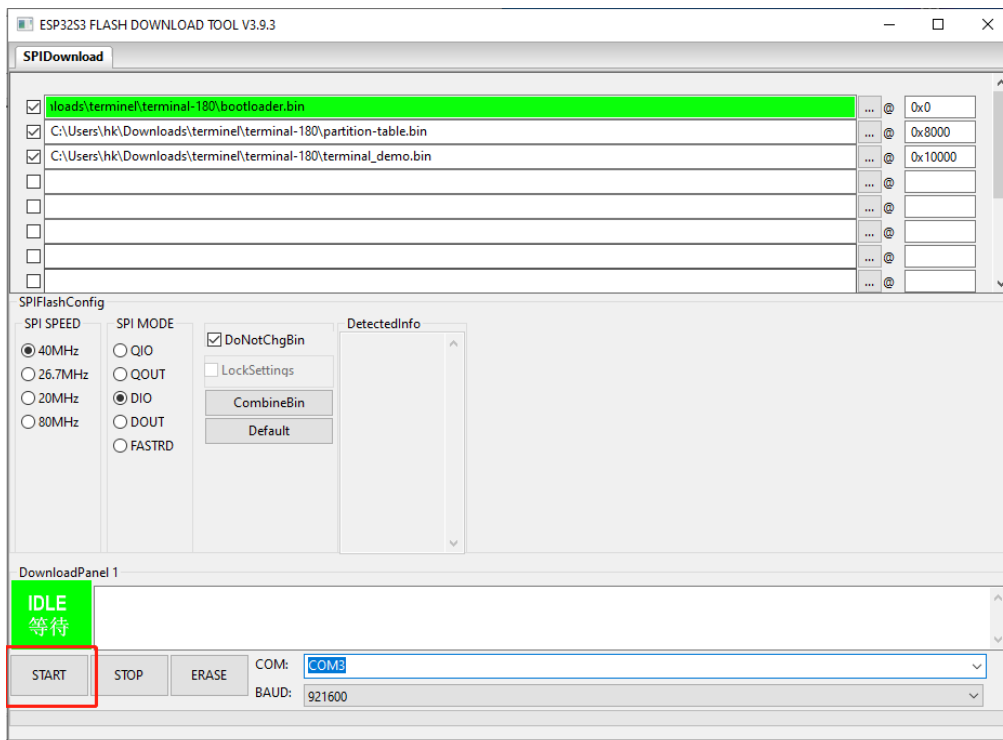 ESP32S3 FLASH DOWNLOAD TOOL V3.9.3
SPIDownload
\terminel\terminal-180\bootloader.bin ... @ 0x0
C:\Users\hk\Downloads\terminel\terminal-180\partition-table.bin ... @ 0x8000
C:\Users\hk\Downloads\terminel\terminal-180\terminal_demo.bin ... @ 0x10000
... @
... @
... @
... @
... @
SPIFlashConfig
SPI SPEED
40MHz
26.7MHz
20MHz
80MHz
SPI MODE
QIO
QOUT
DIO
DOUT
FASTRD
DoNotChgBin
LockSettings
CombineBin
Default
DetectedInfo
DownloadPanel 1
IDLE
等待
START STOP ERASE
COM: COM3
BAUD: 921600